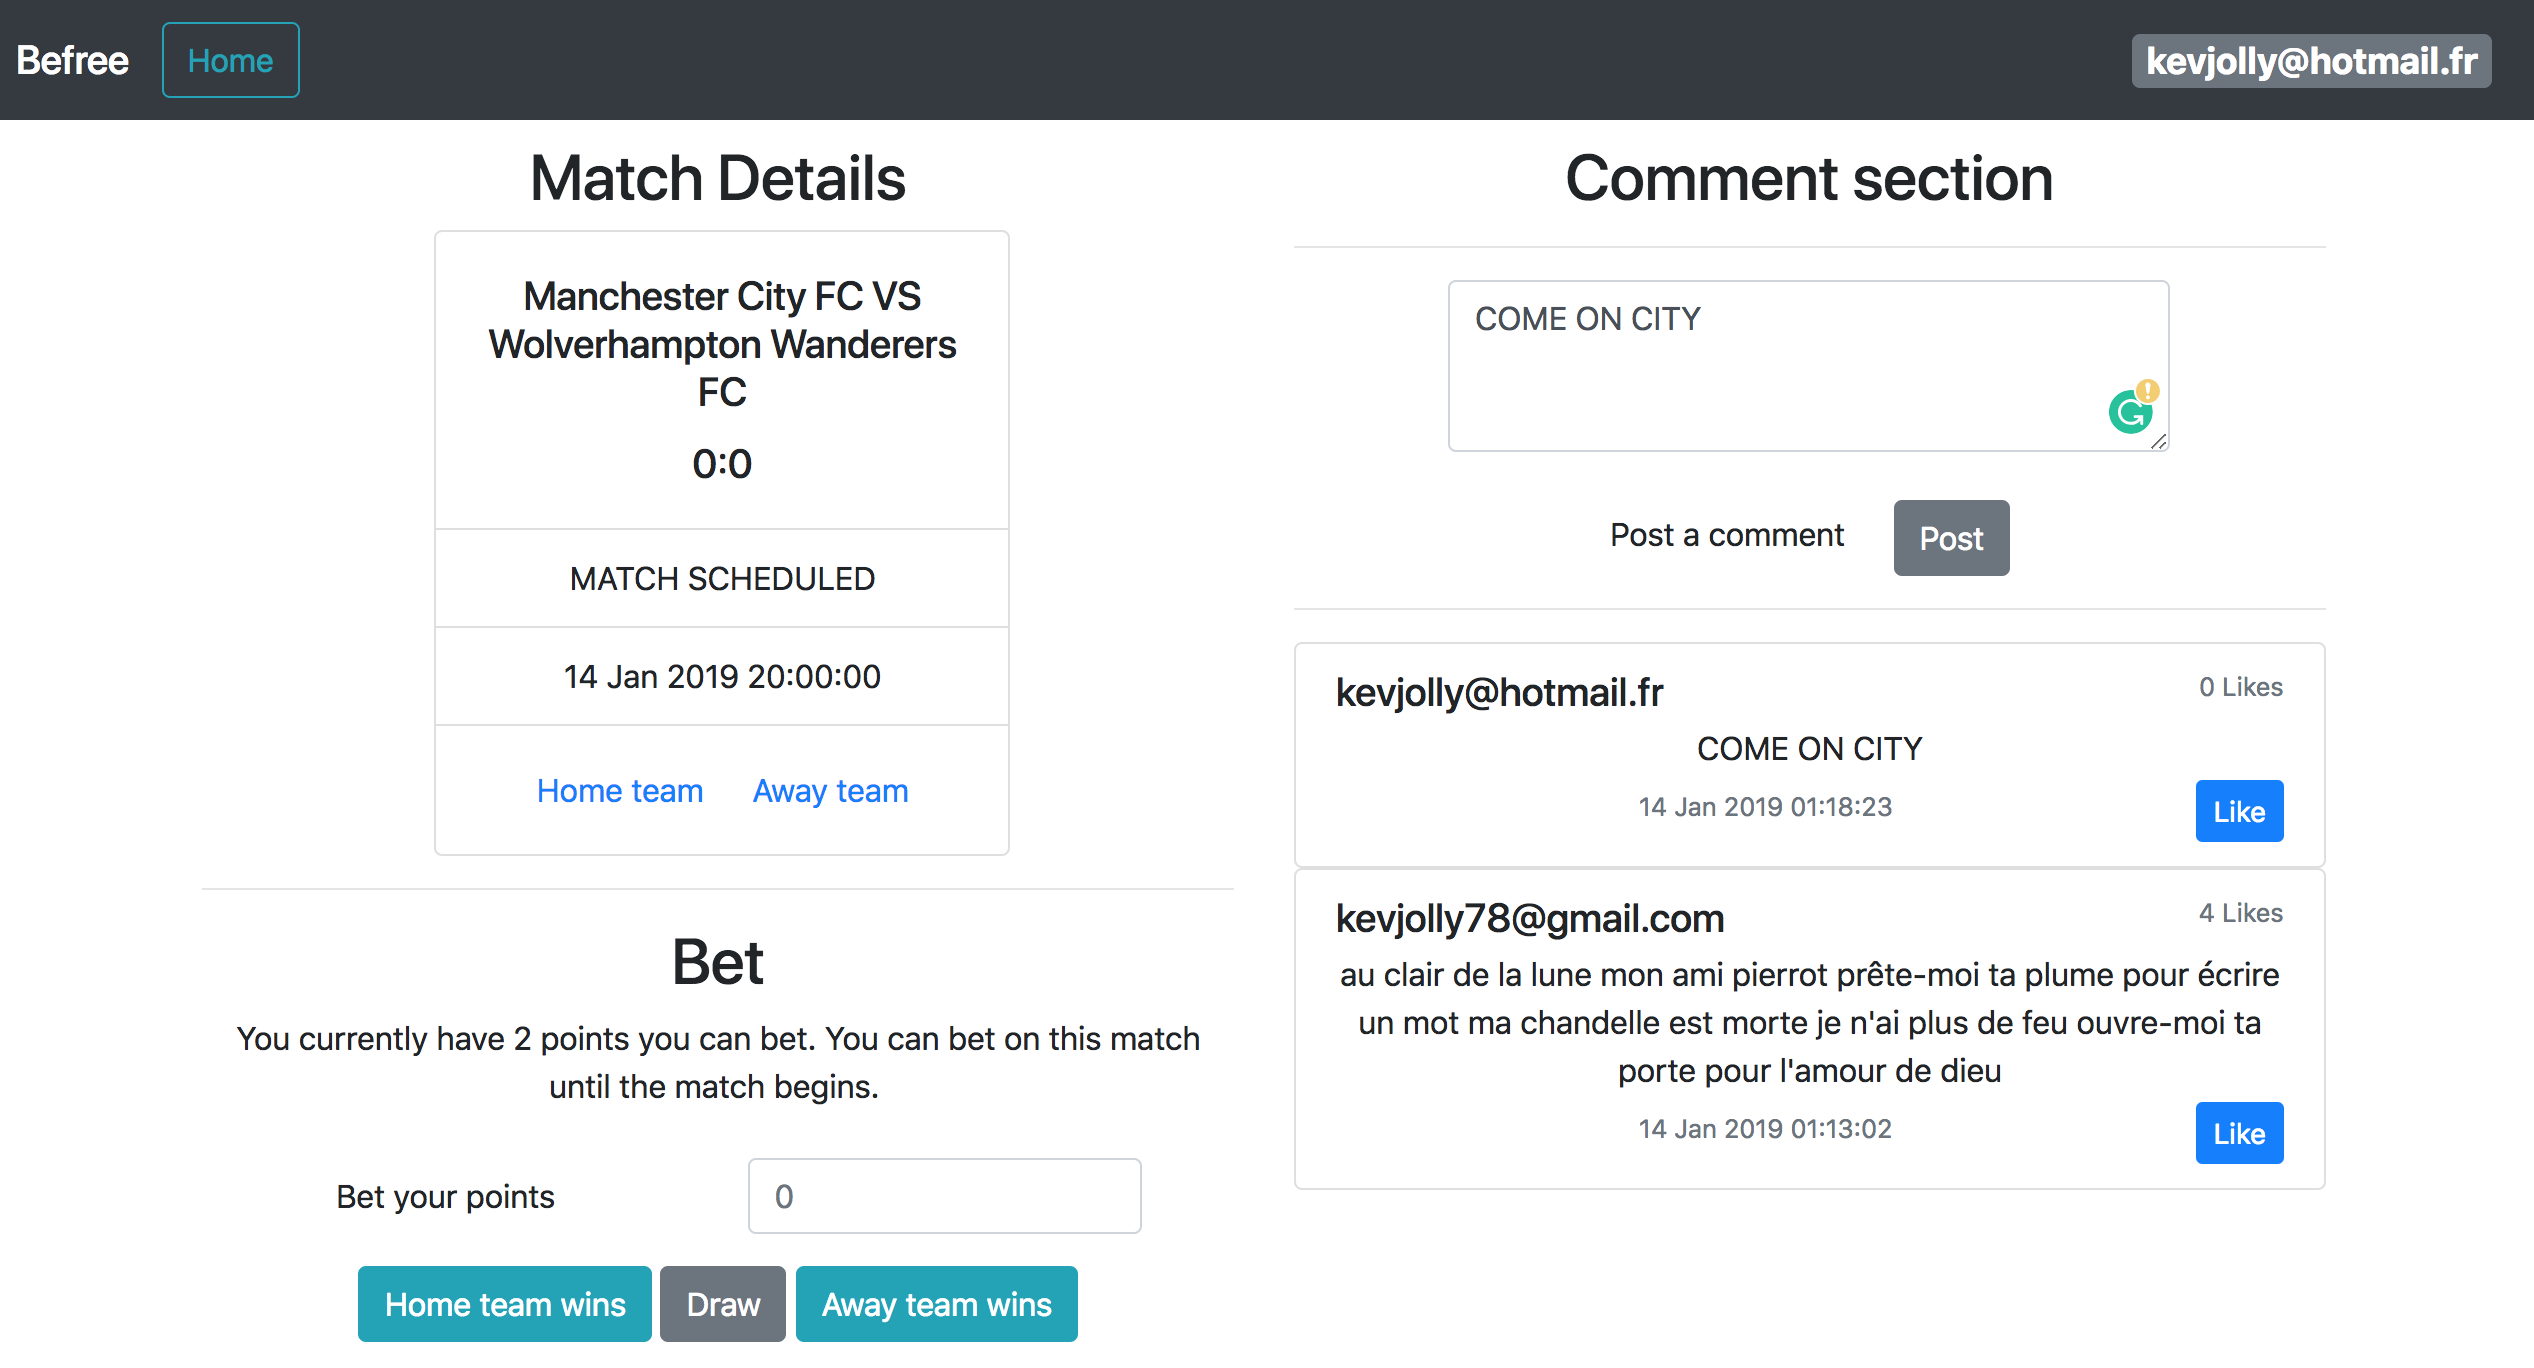 Befree
Home
kevjolly@hotmail.fr
Match Details
Manchester City FC VS
Wolverhampton Wanderers
FC
0:0
MATCH SCHEDULED
14 Jan 2019 20:00:00
Home team
Away team
Bet
You currently have 2 points you can bet. You can bet on this match
until the match begins.
Bet your points
0
Home team wins
Draw
Away team wins
Comment section
COME ON CITY
Post a comment
Post
kevjolly@hotmail.fr
0 Likes
COME ON CITY
14 Jan 2019 01:18:23
Like
kevjolly78@gmail.com
4 Likes
au clair de la lune mon ami pierrot prête-moi ta plume pour écrire
un mot ma chandelle est morte je n'ai plus de feu ouvre-moi ta
porte pour l'amour de dieu
14 Jan 2019 01:13:02
Like